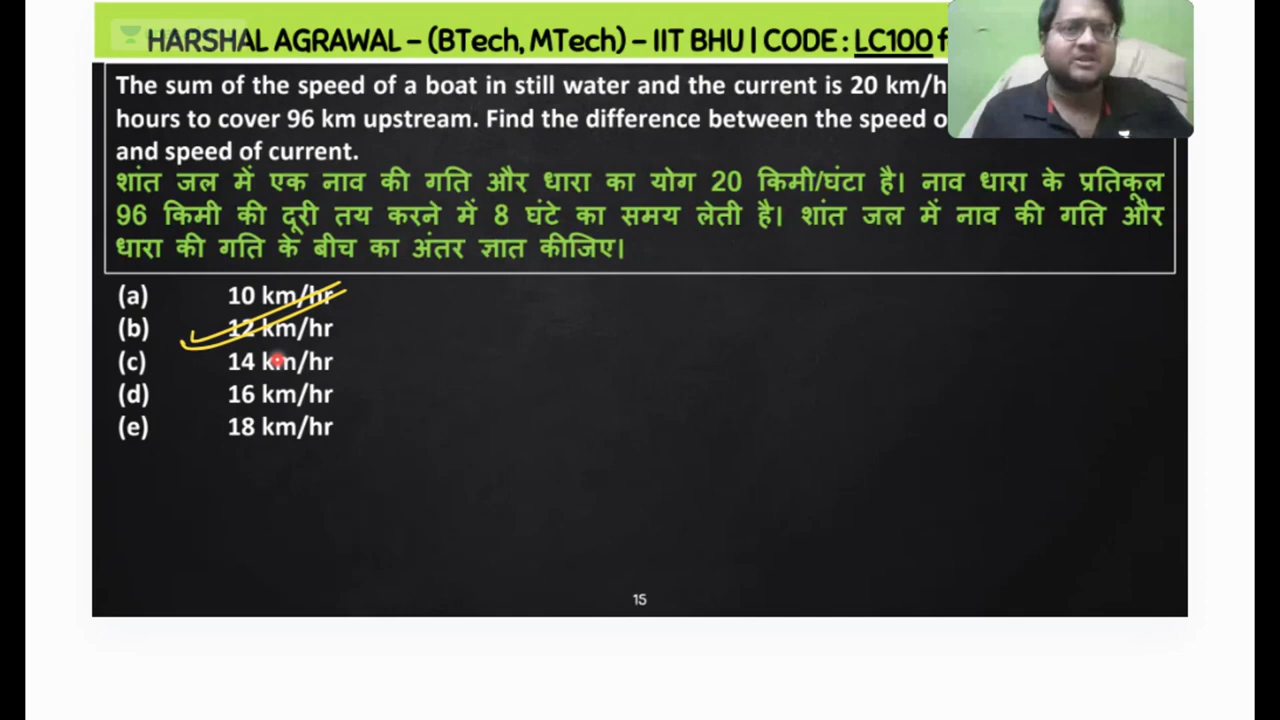 HARSHAL AGRAWAL – (BTech, MTech) – IIT BHU | CODE : LC100 f
The sum of the speed of a boat in still water and the current is 20 km/h
hours to cover 96 km upstream. Find the difference between the speed o
and speed of current.
शांत जल में एक नाव की गति और धारा का योग 20 किमी/घंटा है। नाव धारा के प्रतिकूल
96 किमी की दूरी तय करने में 8 घंटे का समय लेती है। शांत जल में नाव की गति और
धारा की गति के बीच का अंतर ज्ञात कीजिए।
(a) 10 km/hr
(b) 12 km/hr
(c) 14 km/hr
(d) 16 km/hr
(e) 18 km/hr
15